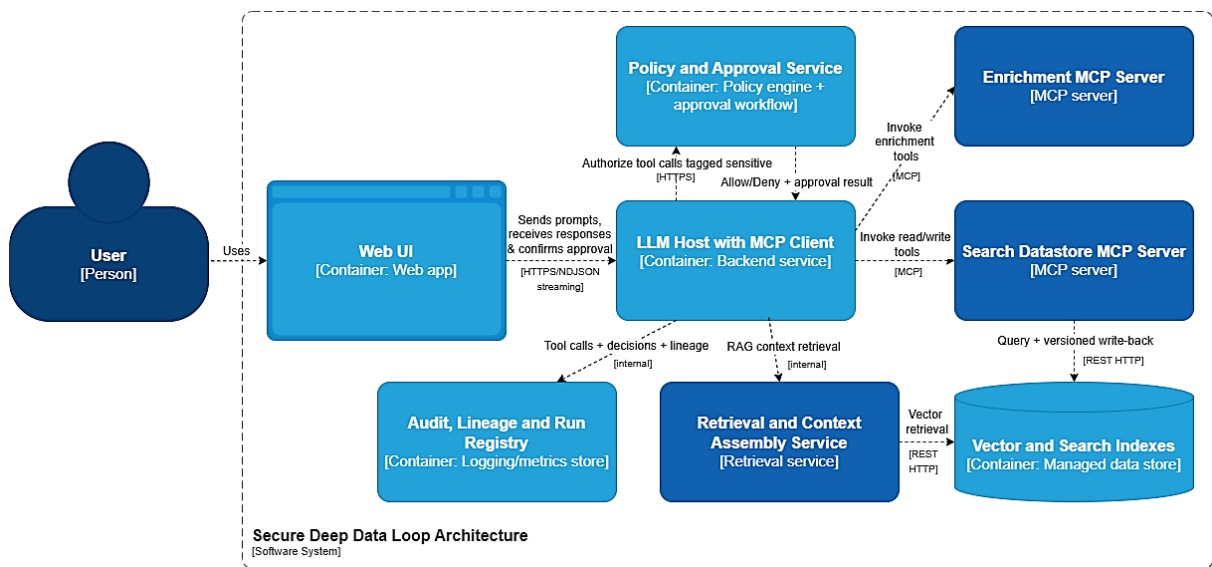 Policy and Approval Service
[Container: Policy engine +
approval workflow]
Enrichment MCP Server
[MCP server]
Invoke
enrichment
tools
[MCP]
Authorize tool calls tagged sensitive
[HTTPS]
Allow/Deny + approval result
User
[Person]
Uses
Web UI
[Container: Web app]
Sends prompts,
receives responses
& confirms approval
[HTTPS/NDJSON
streaming]
LLM Host with MCP Client
[Container: Backend service]
Invoke read/write
tools
[MCP]
Search Datastore MCP Server
[MCP server]
Tool calls + decisions + lineage
[internal]
RAG context retrieval
[internal]
Query + versioned write-back
[REST HTTP]
Audit, Lineage and Run
Registry
[Container: Logging/metrics store]
Retrieval and Context
Assembly Service
[Retrieval service]
Vector
retrieval
[REST
HTTP]
Vector and Search Indexes
[Container: Managed data store]
Secure Deep Data Loop Architecture
[Software System]